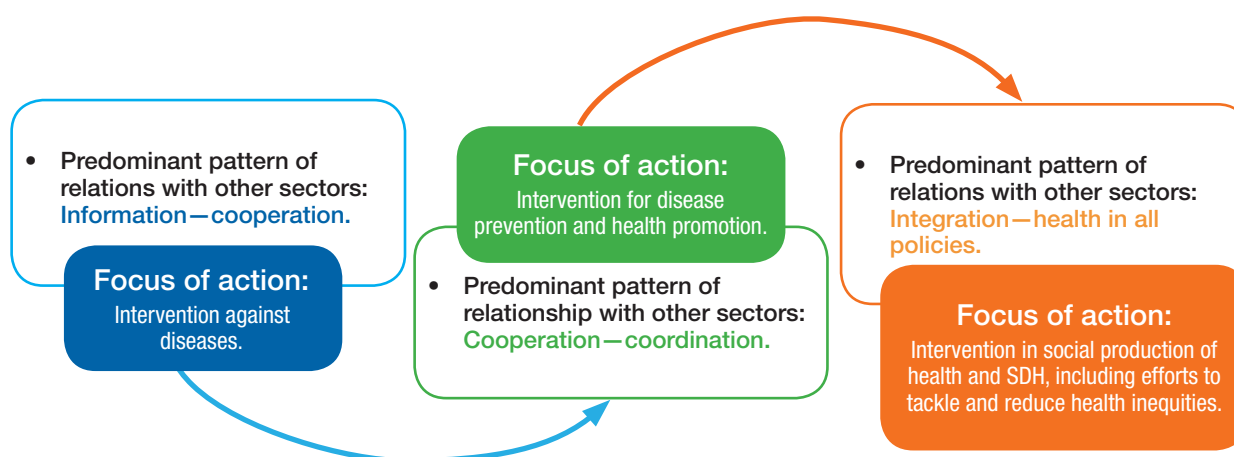 • Predominant pattern of
relations with other sectors:
Information—cooperation.
Focus of action:
Intervention against
diseases.
Focus of action:
Intervention for disease
prevention and health promotion.
• Predominant pattern of
relationship with other sectors:
Cooperation—coordination.
• Predominant pattern of
relations with other sectors:
Integration—health in all
policies.
Focus of action:
Intervention in social production of
health and SDH, including efforts to
tackle and reduce health inequities.